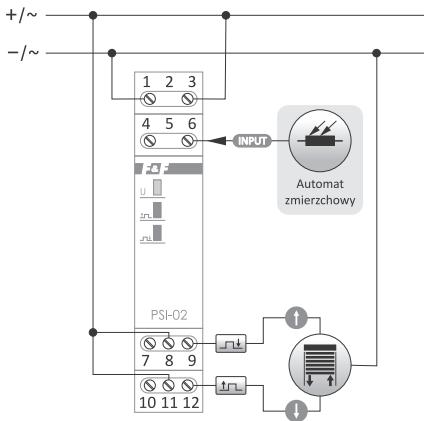 +/~
−/~
1 2 3
4 5 6
INPUT
F&F
Automat
zmierzchowy
U
PSI-02
7 8 9
10 11 12